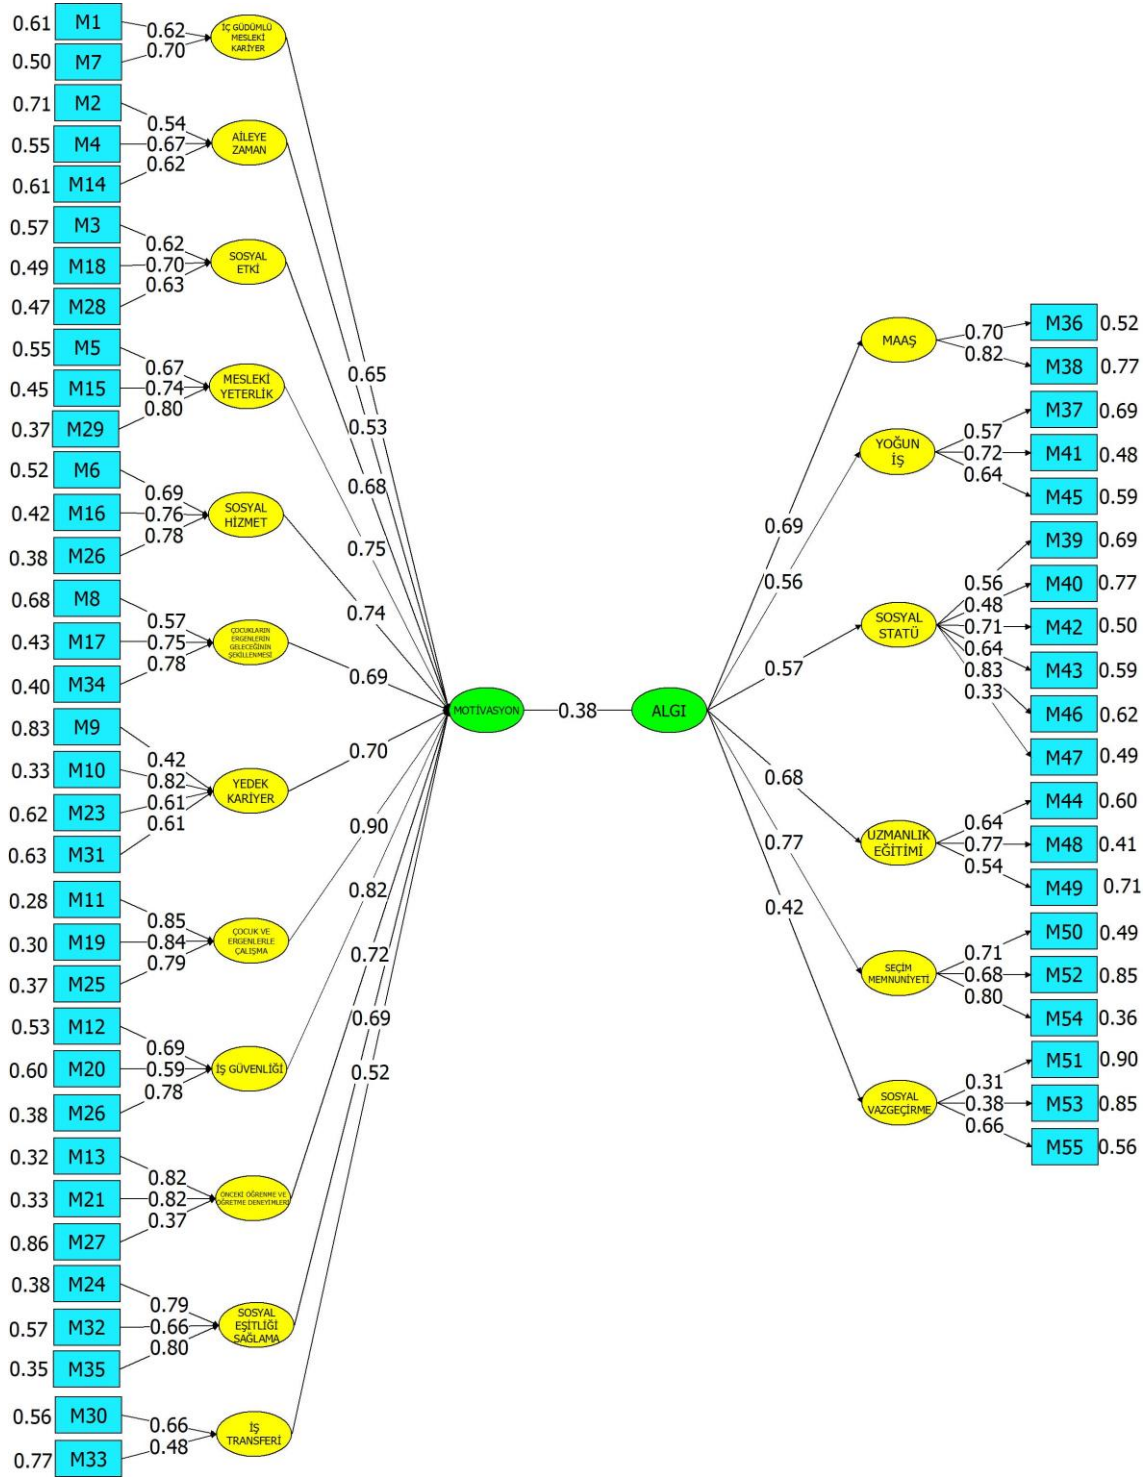 0.61 M1 0.62
0.50 M7 0.70
İÇ GÜDÜMLÜ
MESLEKİ
KARİYER
0.71 M2 0.54
0.55 M4 0.67
0.61 M14 0.62
AİLEYE
ZAMAN
0.57 M3 0.62
0.49 M18 0.70
0.47 M28 0.63
SOSYAL
ETKİ
0.55 M5 0.67
0.45 M15 0.74
0.37 M29 0.80
MESLEKİ
YETERLİK
0.52 M6 0.69
0.42 M16 0.76
0.38 M26 0.78
SOSYAL
HİZMET
0.68 M8 0.57
0.43 M17 0.75
0.40 M34 0.78
ÇOCUKLARIN
ERGENLERİN
GELECEĞİNİN
ŞEKİLLENMESİ
0.83 M9 0.42
0.33 M10 0.82
0.62 M23 0.61
0.63 M31 0.61
YEDEK
KARİYER
0.28 M11 0.85
0.30 M19 0.84
0.37 M25 0.79
ÇOCUK VE
ERGENLERLE
ÇALIŞMA
0.53 M12 0.69
0.60 M20 0.59
0.38 M26 0.78
İŞ GÜVENLİĞİ
0.32 M13 0.82
0.33 M21 0.82
0.86 M27 0.37
ÖNCEKİ ÖĞRENME VE
ÖĞRETME DENEYİMLERİ
0.38 M24 0.79
0.57 M32 0.66
0.35 M35 0.80
SOSYAL
EŞİTLİĞİ
SAĞLAMA
0.56 M30 0.66
0.77 M33 0.48
İŞ
TRANSFERİ
0.65
0.53
0.68
0.75
0.74
0.69
0.70
0.90
0.82
0.72
0.69
0.52
MOTİVASYON
0.38
ALGI
0.69
0.56
0.57
0.68
0.77
0.42
MAAŞ
0.70 M36 0.52
0.82 M38 0.77
YOĞUN
İŞ
0.57 M37 0.69
0.72 M41 0.48
0.64 M45 0.59
SOSYAL
STATÜ
0.56 M39 0.69
0.48 M40 0.77
0.71 M42 0.50
0.64 M43 0.59
0.83 M46 0.62
0.33 M47 0.49
UZMANLIK
EĞİTİMİ
0.64 M44 0.60
0.77 M48 0.41
0.54 M49 0.71
SEÇİM
MEMNUNİYETİ
0.71 M50 0.49
0.68 M52 0.85
0.80 M54 0.36
SOSYAL
VAZGEÇİRME
0.31 M51 0.90
0.38 M53 0.85
0.66 M55 0.56